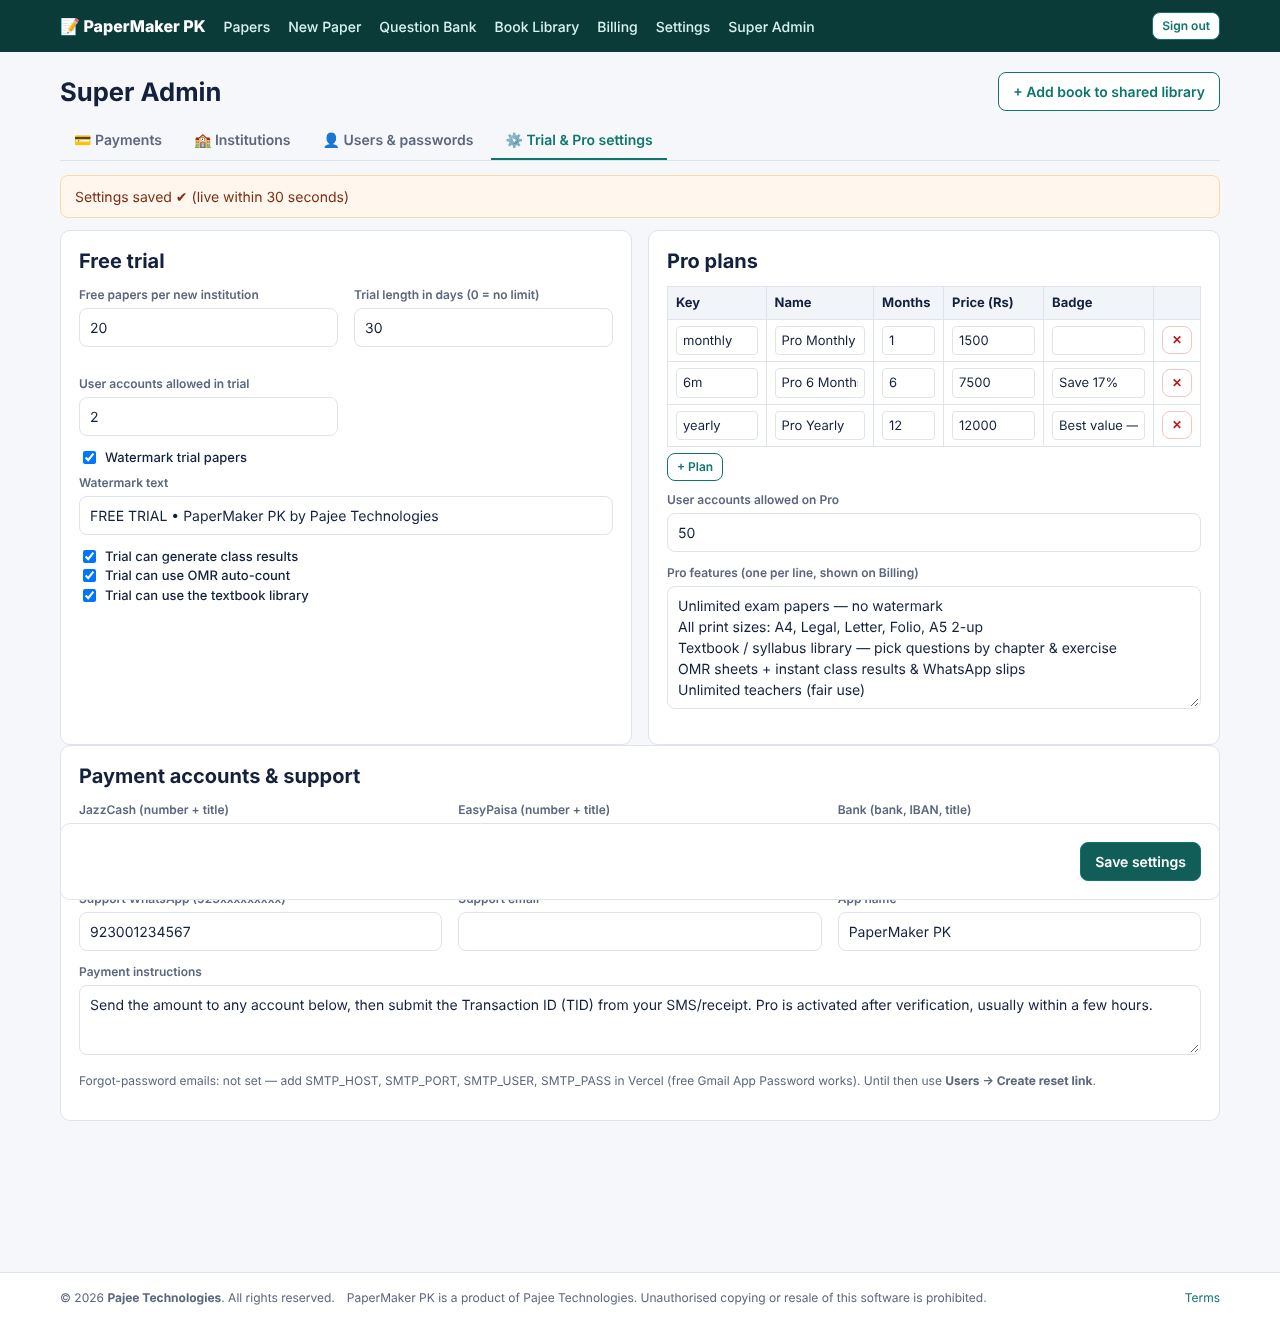 📝 PaperMaker PK Papers New Paper Question Bank Book Library Billing Settings Super Admin Sign out
Super Admin
+ Add book to shared library
💳 Payments 🏫 Institutions 👤 Users & passwords ⚙️ Trial & Pro settings
Settings saved ✔ (live within 30 seconds)
Free trial
Free papers per new institution Trial length in days (0 = no limit)
20 30
User accounts allowed in trial
2
Watermark trial papers
Watermark text
FREE TRIAL • PaperMaker PK by Pajee Technologies
Trial can generate class results
Trial can use OMR auto-count
Trial can use the textbook library
Pro plans
Key Name Months Price (Rs) Badge
monthly Pro Monthly 1 1500 ✕
6m Pro 6 Month 6 7500 Save 17% ✕
yearly Pro Yearly 12 12000 Best value — ✕
+ Plan
User accounts allowed on Pro
50
Pro features (one per line, shown on Billing)
Unlimited exam papers — no watermark
All print sizes: A4, Legal, Letter, Folio, A5 2-up
Textbook / syllabus library — pick questions by chapter & exercise
OMR sheets + instant class results & WhatsApp slips
Unlimited teachers (fair use)
Payment accounts & support
JazzCash (number + title) EasyPaisa (number + title) Bank (bank, IBAN, title)
Save settings
Support email App name
923001234567 PaperMaker PK
Payment instructions
Send the amount to any account below, then submit the Transaction ID (TID) from your SMS/receipt. Pro is activated after verification, usually within a few hours.
Forgot-password emails: not set — add SMTP_HOST, SMTP_PORT, SMTP_USER, SMTP_PASS in Vercel (free Gmail App Password works). Until then use Users → Create reset link.
© 2026 Pajee Technologies. All rights reserved. PaperMaker PK is a product of Pajee Technologies. Unauthorised copying or resale of this software is prohibited. Terms